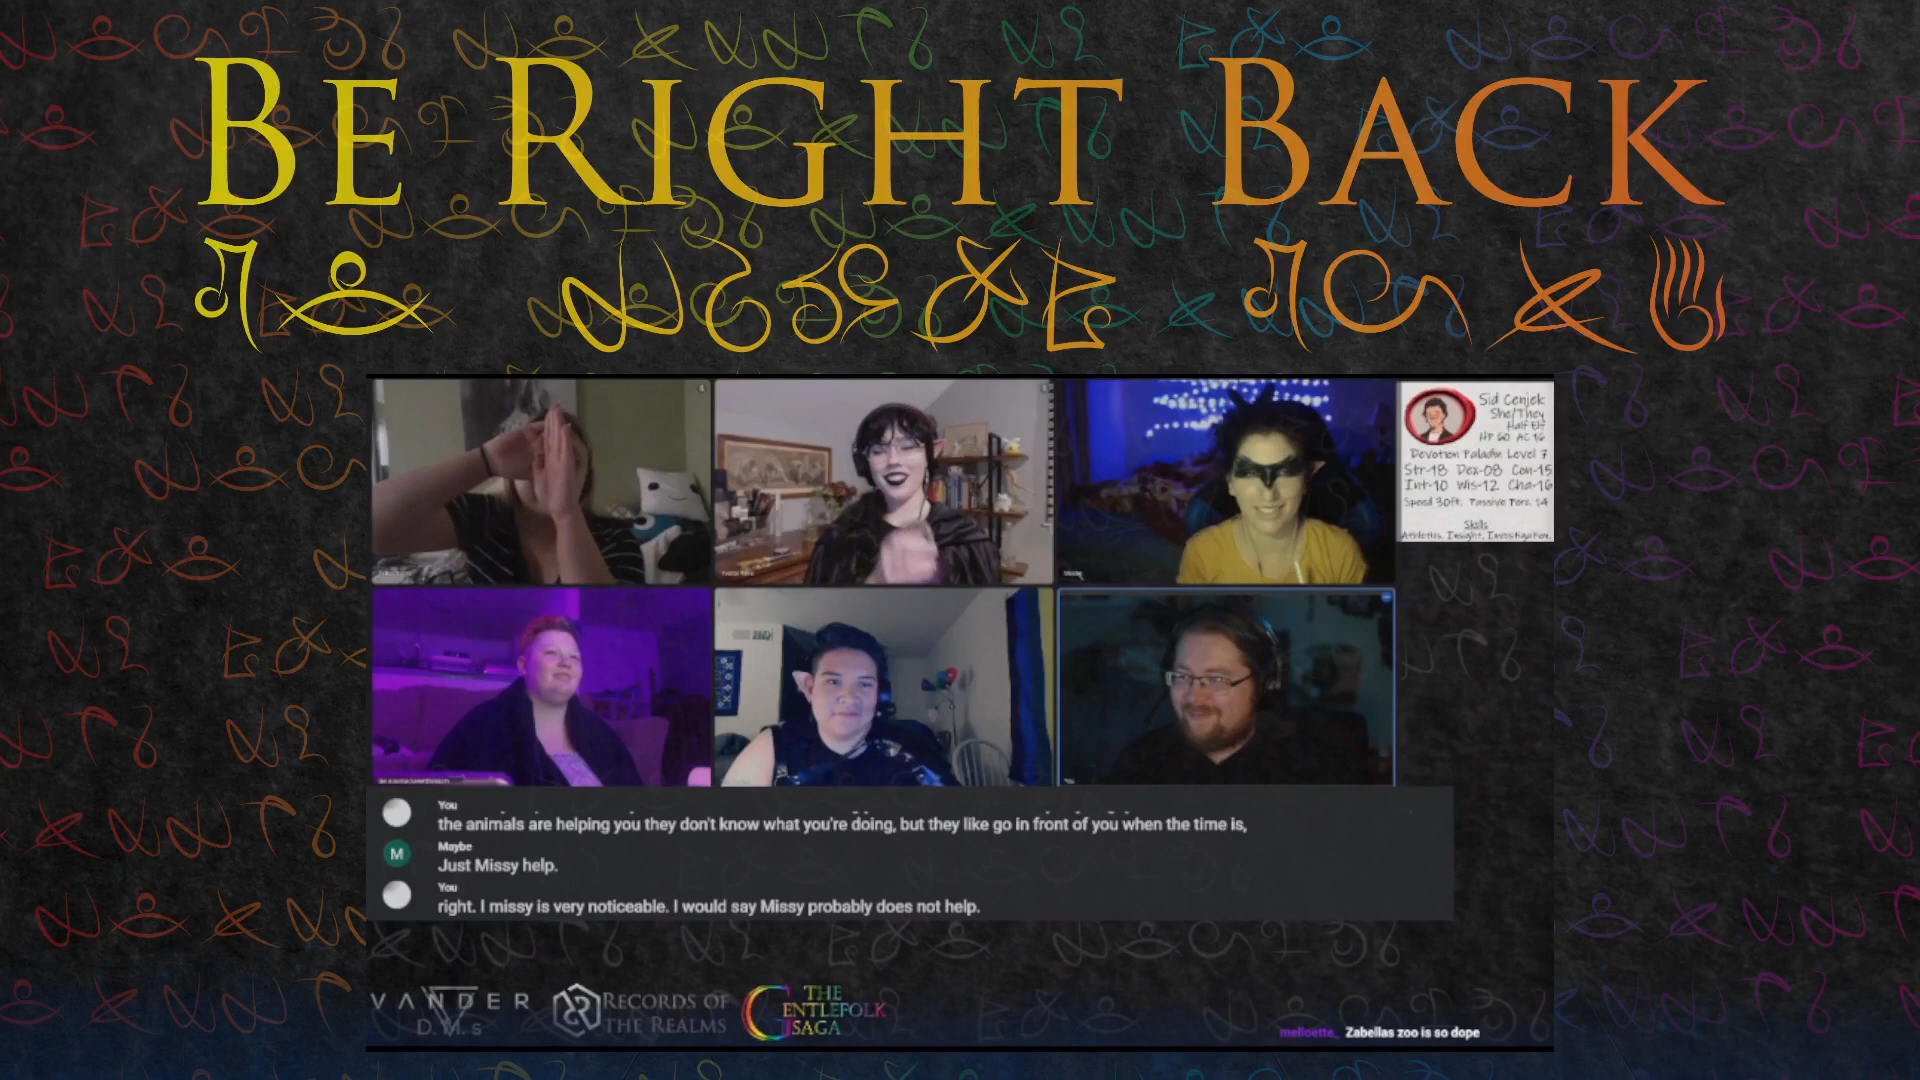 BE RIGHT BACK
Sid Cenjek
She/They
Half Elf
HP 60 AC 16
Devotion Paladin Level 7
Str-18 Dex-08 Con-15
Int-10 Wis-12 Cha-16
Speed 30ft. Passive Perc. 14
Skills
Athletics, Insight, Investigation,
You
the animals are helping you they don't know what you're doing, but they like go in front of you when the time is,
M
Maybe
Just Missy help.
You
right. I missy is very noticeable. I would say Missy probably does not help.
VANDER
D.M.s
RECORDS OF
THE REALMS
THE
GENTLEFOLK
SAGA
melloette_ Zabellas zoo is so dope